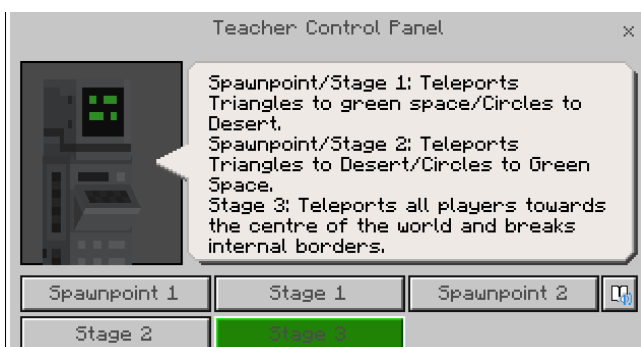 Teacher Control Panel
x
Spawnpoint/Stage 1: Teleports
Triangles to green space/Circles to
Desert.
Spawnpoint/Stage 2: Teleports
Triangles to Desert/Circles to Green
Space.
Stage 3: Teleports all players towards
the centre of the world and breaks
internal borders.
Spawnpoint 1
Stage 1
Spawnpoint 2
Stage 2
Stage 3